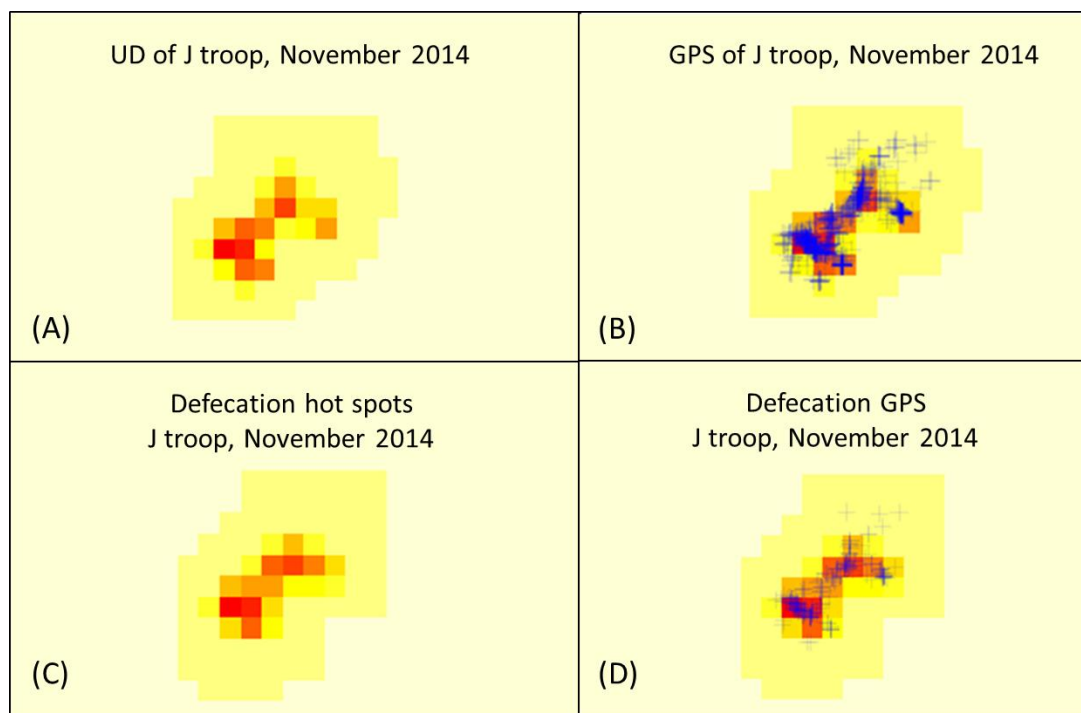 UD of J troop, November 2014
(A)
GPS of J troop, November 2014
(B)
Defecation hot spots
J troop, November 2014
(C)
Defecation GPS
J troop, November 2014
(D)